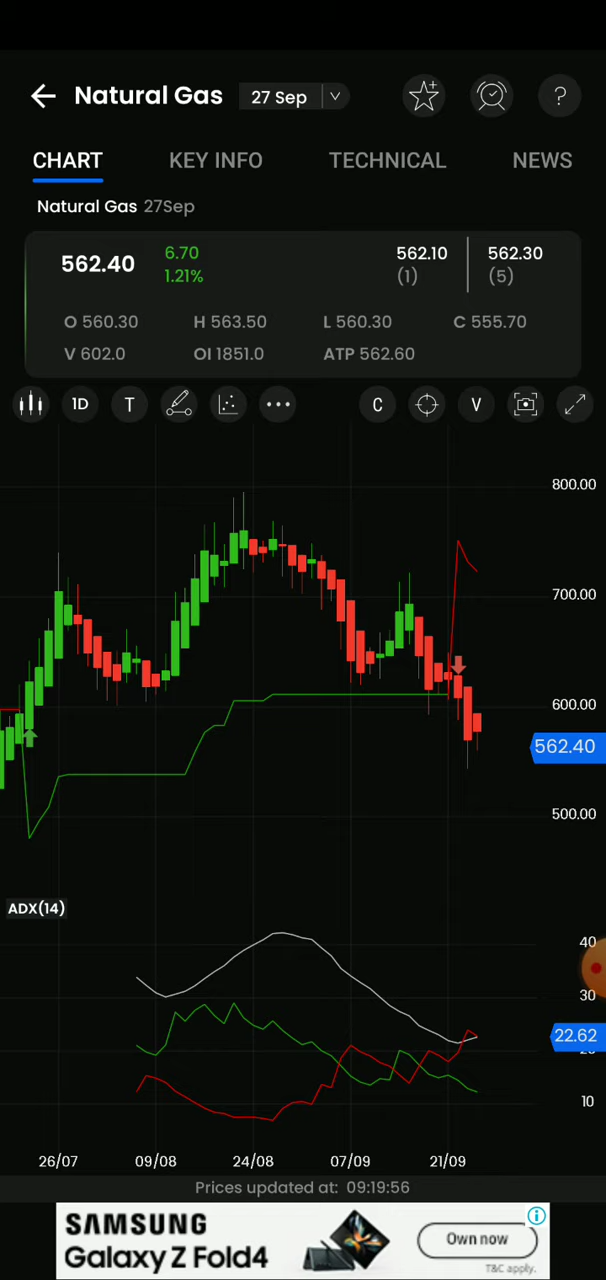 Natural Gas 27 Sep
CHART KEY INFO TECHNICAL NEWS
Natural Gas 27Sep
562.40 6.70 1.21% 562.10 (1) 562.30 (5)
O 560.30 H 563.50 L 560.30 C 555.70
V 602.0 OI 1851.0 ATP 562.60
1D T C V
800.00
700.00
600.00
562.40
500.00
ADX(14)
40
30
22.62
10
26/07 09/08 24/08 07/09 21/09
Prices updated at: 09:19:56
SAMSUNG
Galaxy Z Fold4
Own now
T&C apply.